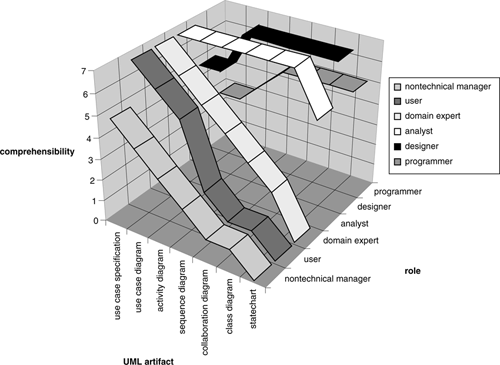 7
6
5
4
3
2
1
0
comprehensibility
nontechnical manager
user
domain expert
analyst
designer
programmer
programmer
designer
analyst
domain expert
user
nontechnical manager
role
use case specification
use case diagram
activity diagram
sequence diagram
collaboration diagram
class diagram
statechart
UML artifact